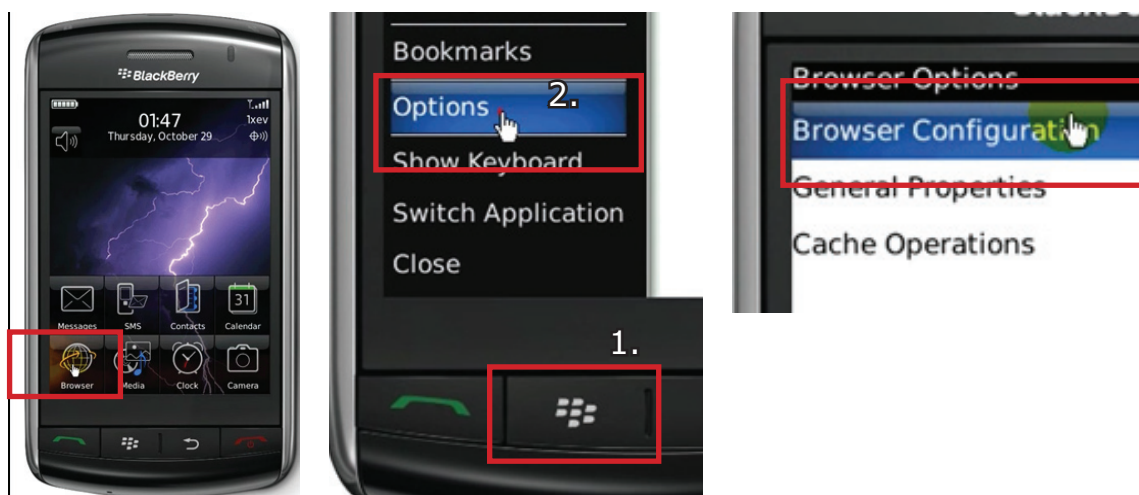 BlackBerry
01:47
Thursday, October 29
1xev
Messages
SMS
Contacts
31
Calendar
Browser
Media
Clock
Camera
Bookmarks
Options
2.
Show Keyboard
Switch Application
Close
1.
Browser Options
Browser Configuration
General Properties
Cache Operations